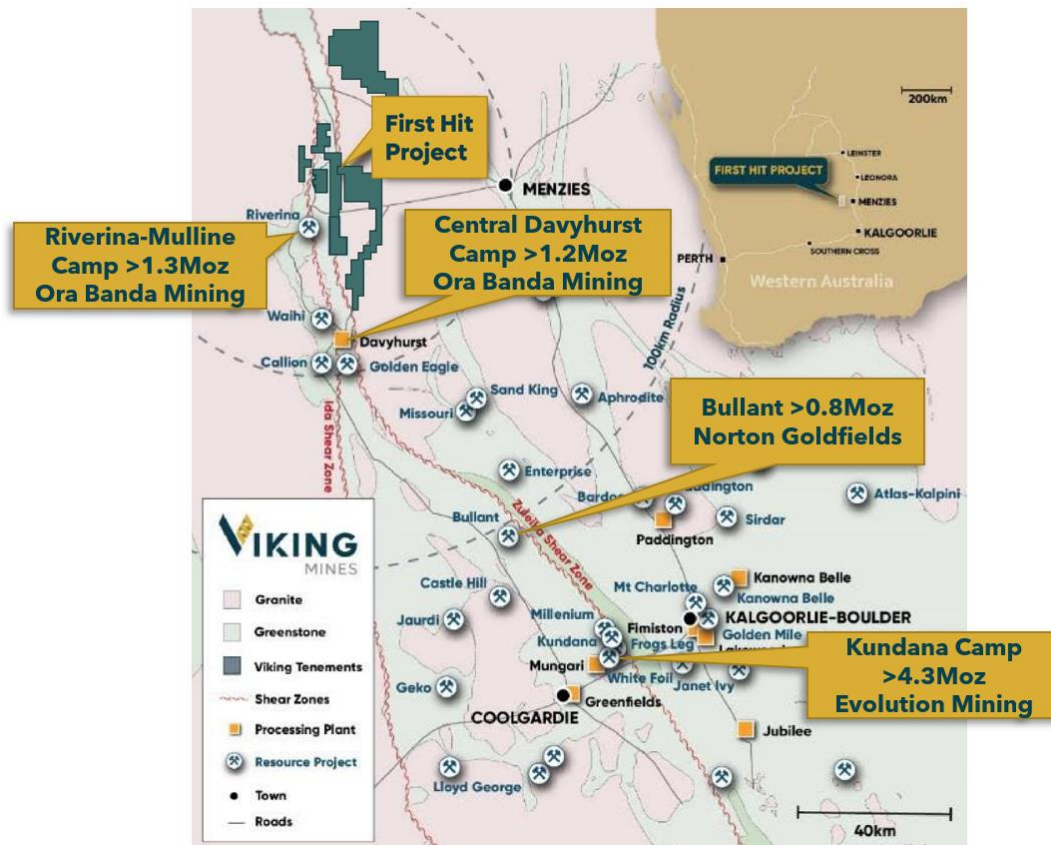 First Hit
Project
200km
LEINSTER
LEONORA
FIRST HIT PROJECT
MENZIES
KALGOORLIE
SOUTHERN CROSS
PERTH
Western Australia
MENZIES
Riverina
Riverina-Mulline
Camp >1.3Moz
Ora Banda Mining
Central Davyhurst
Camp >1.2Moz
Ora Banda Mining
Waihi
Davyhurst
Callion
Golden Eagle
100km Radius
Sand King
Missouri
Aphrodite
Ida Shear Zone
Bullant >0.8Moz
Norton Goldfields
Enterprise
Atlas-Kalpini
Sirdar
Paddington
Bullant
Zuleika Shear Zone
Castle Hill
Mt Charlotte
Kanowna Belle
Kanowna Belle
Jaurdi
Millenium
Fimiston
KALGOORLIE-BOULDER
Kundana
Frogs Leg
Golden Mile
Mungari
White Foil
Janet Ivy
Kundana Camp
>4.3Moz
Evolution Mining
Geko
Greenfields
COOLGARDIE
Jubilee
Lloyd George
40km
VIKING
MINES
Granite
Greenstone
Viking Tenements
Shear Zones
Processing Plant
Resource Project
Town
Roads